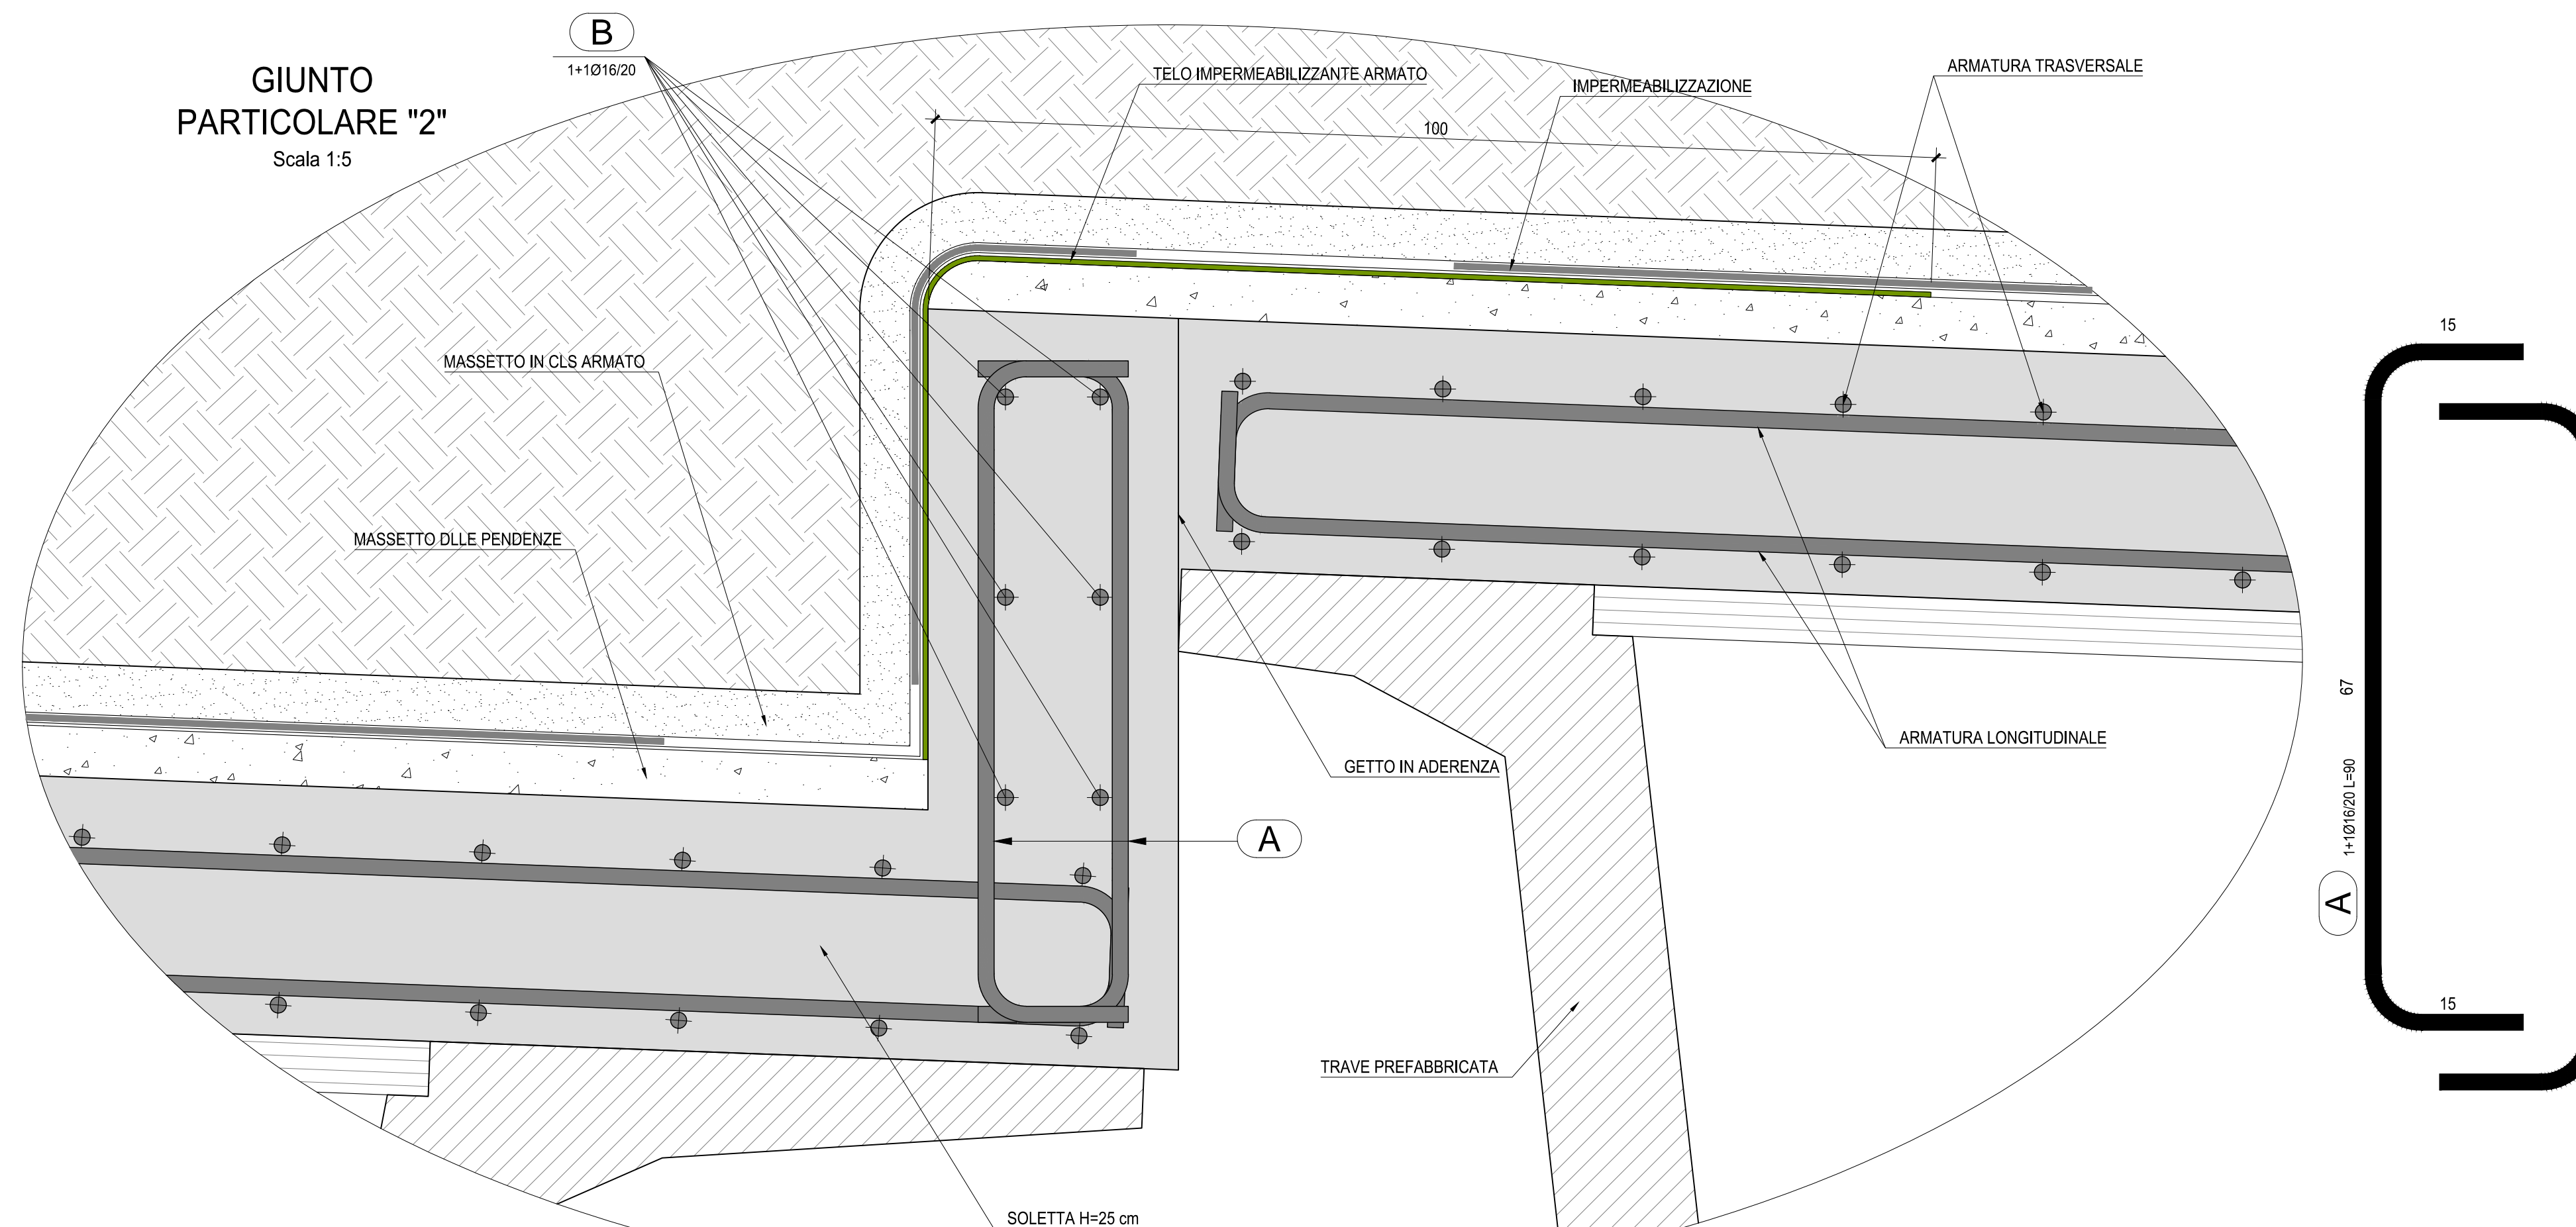 GIUNTO
PARTICOLARE "2"
Scala 1:5
B
1+1Ø16/20
TELO IMPERMEABILIZZANTE ARMATO
IMPERMEABILIZZAZIONE
ARMATURA TRASVERSALE
100
MASSETTO IN CLS ARMATO
MASSETTO DLLE PENDENZE
GETTO IN ADERENZA
ARMATURA LONGITUDINALE
A
TRAVE PREFABBRICATA
SOLETTA H=25 cm
15
67
1+1Ø16/20 L=90
A
15